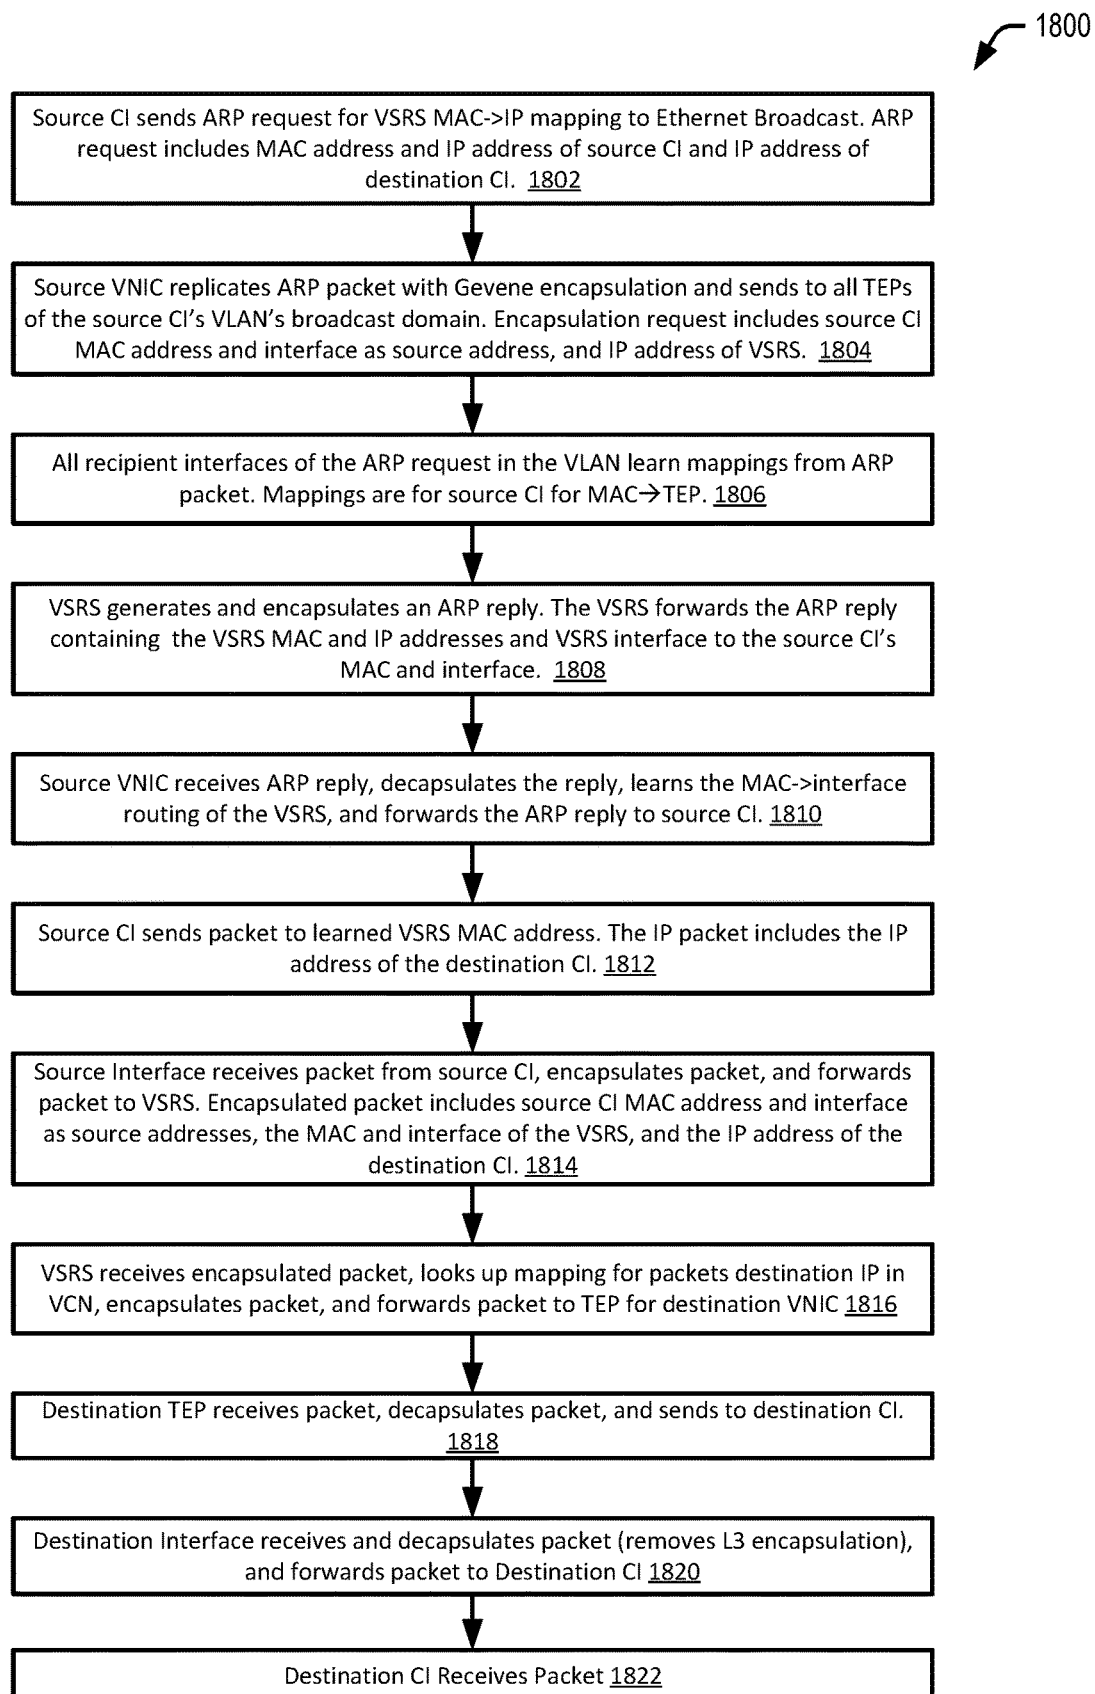 1800
Source CI sends ARP request for VSRS MAC->IP mapping to Ethernet Broadcast. ARP
request includes MAC address and IP address of source CI and IP address of
destination CI. 1802
Source VNIC replicates ARP packet with Gevene encapsulation and sends to all TEPs
of the source CI's VLAN's broadcast domain. Encapsulation request includes source CI
MAC address and interface as source address, and IP address of VSRS. 1804
All recipient interfaces of the ARP request in the VLAN learn mappings from ARP
packet. Mappings are for source CI for MAC→TEP. 1806
VSRS generates and encapsulates an ARP reply. The VSRS forwards the ARP reply
containing the VSRS MAC and IP addresses and VSRS interface to the source CI's
MAC and interface. 1808
Source VNIC receives ARP reply, decapsulates the reply, learns the MAC->interface
routing of the VSRS, and forwards the ARP reply to source CI. 1810
Source CI sends packet to learned VSRS MAC address. The IP packet includes the IP
address of the destination CI. 1812
Source Interface receives packet from source CI, encapsulates packet, and forwards
packet to VSRS. Encapsulated packet includes source CI MAC address and interface
as source addresses, the MAC and interface of the VSRS, and the IP address of the
destination CI. 1814
VSRS receives encapsulated packet, looks up mapping for packets destination IP in
VCN, encapsulates packet, and forwards packet to TEP for destination VNIC 1816
Destination TEP receives packet, decapsulates packet, and sends to destination CI.
1818
Destination Interface receives and decapsulates packet (removes L3 encapsulation),
and forwards packet to Destination CI 1820
Destination CI Receives Packet 1822